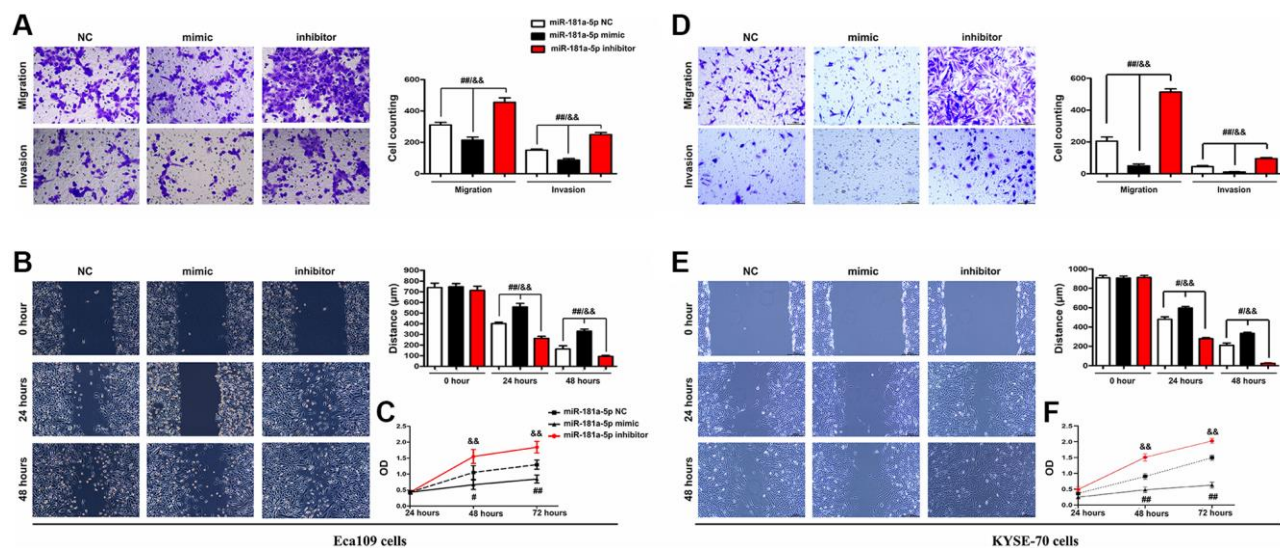 A
NC
mimic
inhibitor
Migration
Invasion
miR-181a-5p NC
miR-181a-5p mimic
miR-181a-5p inhibitor
Cell counting
600
400
200
0
##/&&
##/&&
Migration
Invasion
D
NC
mimic
inhibitor
Migration
Invasion
Cell counting
600
400
200
0
##/&&
##/&&
Migration
Invasion
B
NC
mimic
inhibitor
0 hour
24 hours
48 hours
Distance (μm)
900
800
700
600
500
400
300
200
100
0
##/&&
##/&&
0 hour
24 hours
48 hours
C
miR-181a-5p NC
miR-181a-5p mimic
miR-181a-5p inhibitor
OD
2.5
2.0
1.5
1.0
0.5
0.0
&&
&&
#
##
24 hours
48 hours
72 hours
Eca109 cells
E
NC
mimic
inhibitor
0 hour
24 hours
48 hours
Distance (μm)
1000
800
600
400
200
0
#/&&
#/&&
0 hour
24 hours
48 hours
F
OD
2.5
2.0
1.5
1.0
0.5
0.0
&&
&&
##
##
24 hours
48 hours
72 hours
KYSE-70 cells